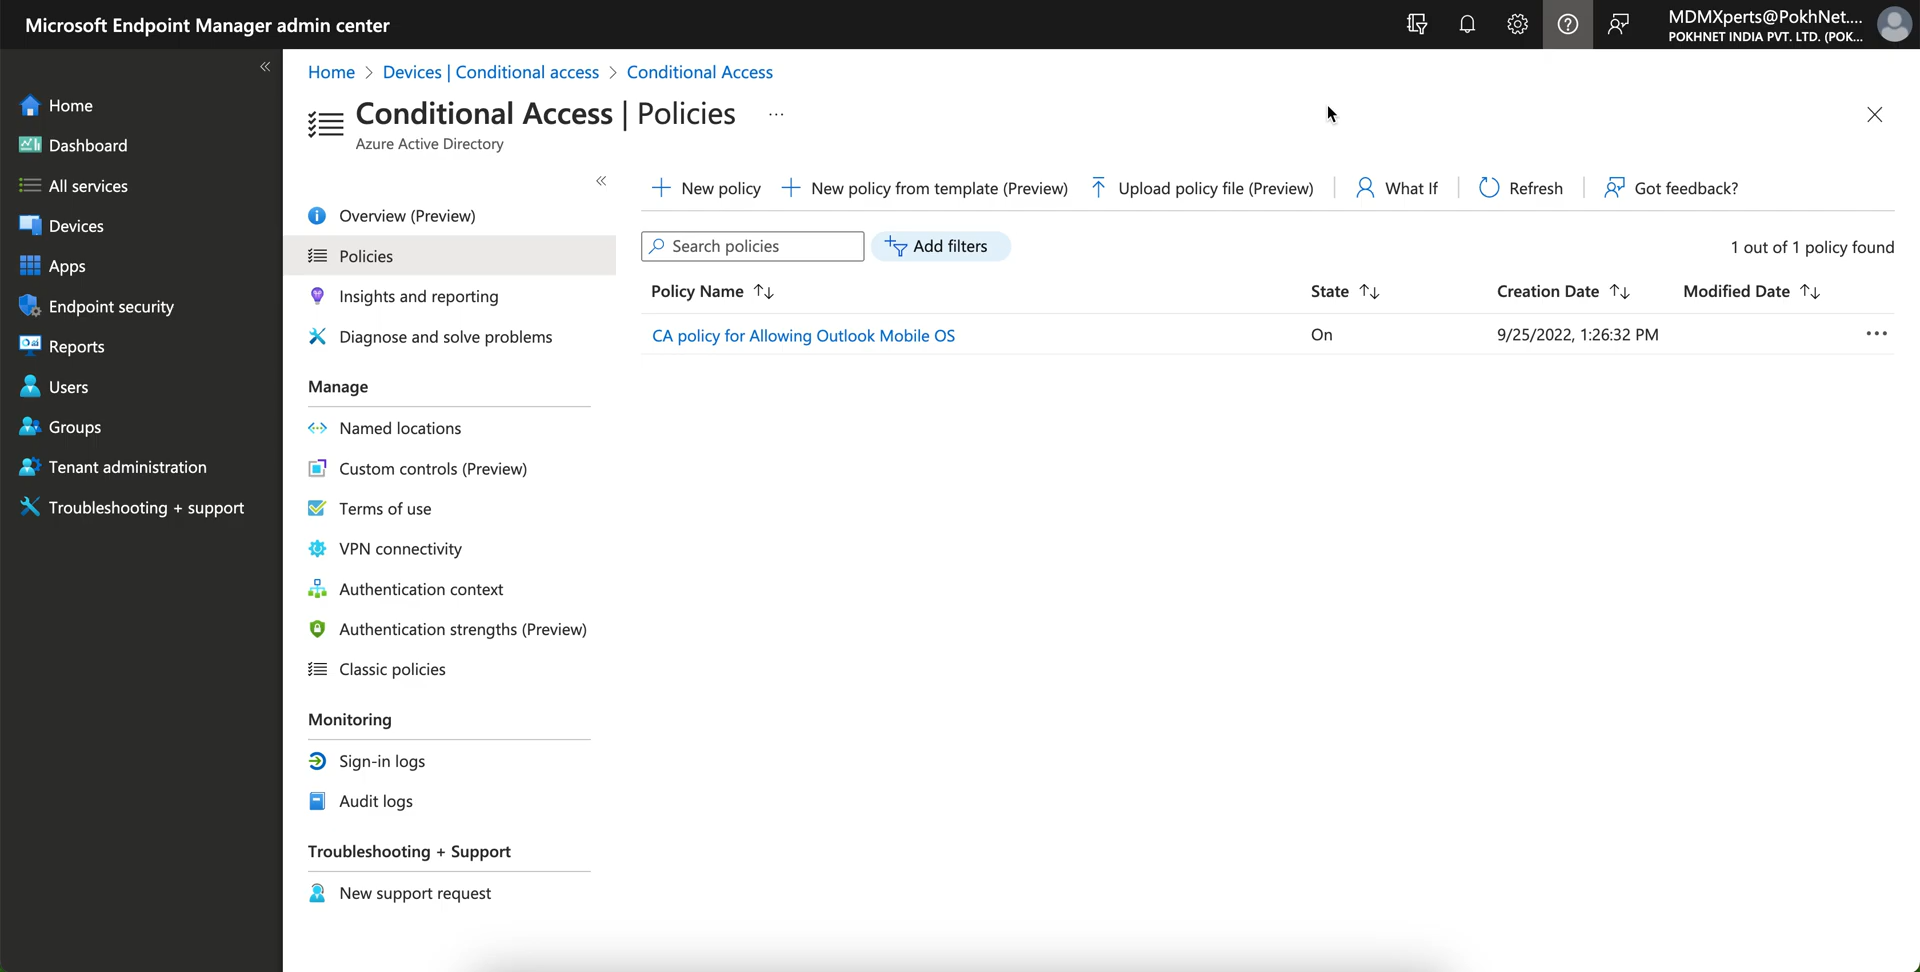 Microsoft Endpoint Manager admin center
MDMXperts@PokhNet....
POKHNET INDIA PVT. LTD. (POK...
Home > Devices | Conditional access > Conditional Access
Conditional Access | Policies ...
Azure Active Directory
Home
Dashboard
All services
Devices
Apps
Endpoint security
Reports
Users
Groups
Tenant administration
Troubleshooting + support
Overview (Preview)
Policies
Insights and reporting
Diagnose and solve problems
Manage
Named locations
Custom controls (Preview)
Terms of use
VPN connectivity
Authentication context
Authentication strengths (Preview)
Classic policies
Monitoring
Sign-in logs
Audit logs
Troubleshooting + Support
New support request
New policy New policy from template (Preview) Upload policy file (Preview) What If Refresh Got feedback?
Search policies Add filters 1 out of 1 policy found
Policy Name State Creation Date Modified Date
CA policy for Allowing Outlook Mobile OS On 9/25/2022, 1:26:32 PM ...